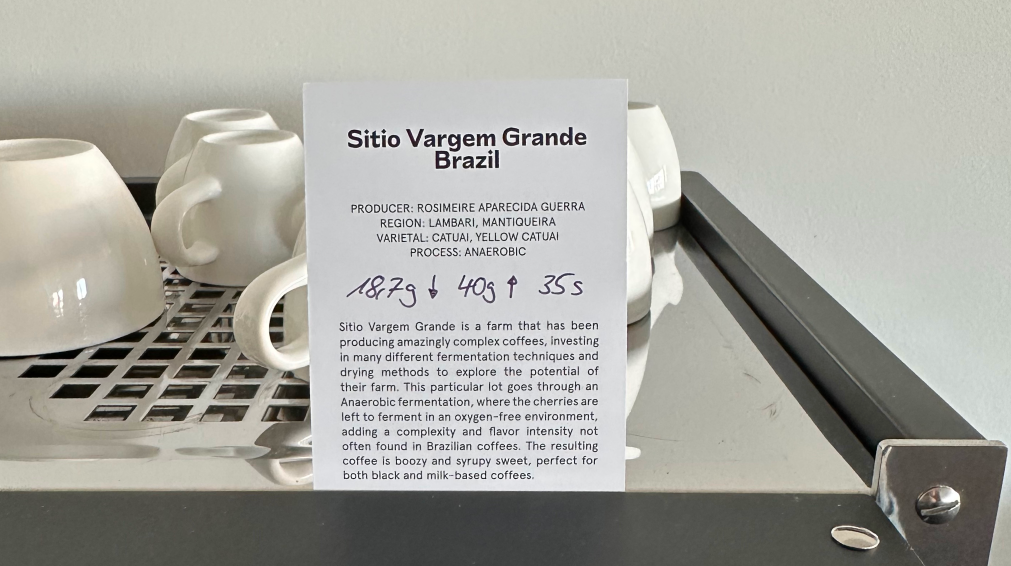 Sitio Vargem Grande
Brazil
PRODUCER: ROSIMEIRE APARECIDA GUERRA
REGION: LAMBARI, MANTIQUEIRA
VARIETAL: CATUAI, YELLOW CATUAI
PROCESS: ANAEROBIC
18,7g ↓ 40g ↑ 35s
Sitio Vargem Grande is a farm that has been
producing amazingly complex coffees, investing
in many different fermentation techniques and
drying methods to explore the potential of
their farm. This particular lot goes through an
Anaerobic fermentation, where the cherries are
left to ferment in an oxygen-free environment,
adding a complexity and flavor intensity not
often found in Brazilian coffees. The resulting
coffee is boozy and syrupy sweet, perfect for
both black and milk-based coffees.